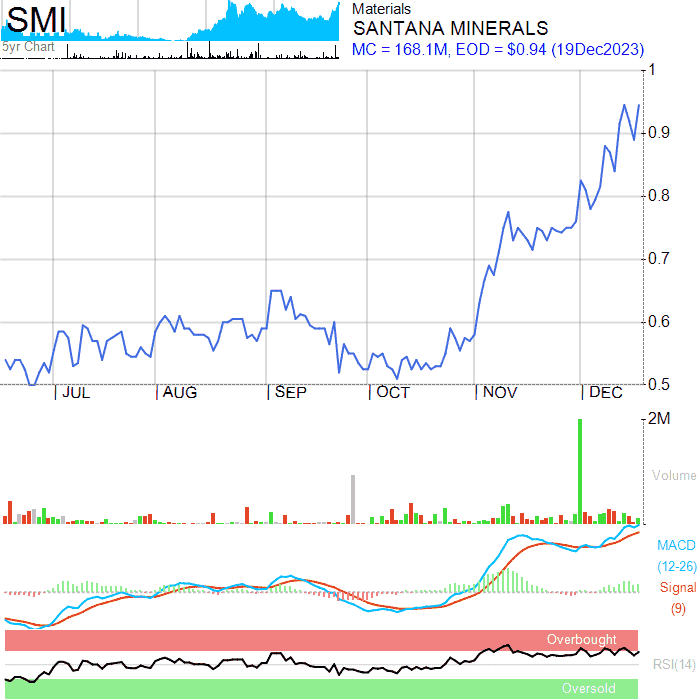 SMI
5yr Chart
Materials
SANTANA MINERALS
MC = 168.1M, EOD = $0.94 (19Dec2023)
1
0.9
0.8
0.7
0.6
0.5
JUL
AUG
SEP
OCT
NOV
DEC
2M
Volume
MACD
(12-26)
Signal
(9)
Overbought
RSI(14)
Oversold